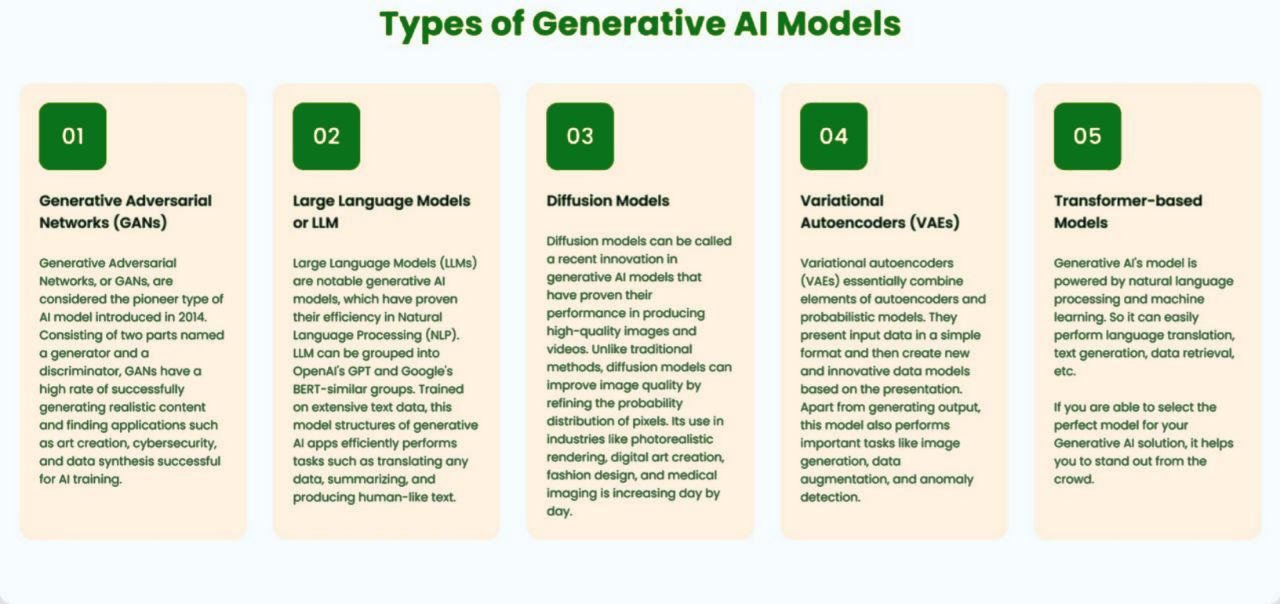 Types of Generative AI Models
01
Generative Adversarial
Networks (GANs)
Generative Adversarial
Networks, or GANs, are
considered the pioneer type of
AI model introduced in 2014.
Consisting of two parts named
a generator and a
discriminator, GANs have a
high rate of successfully
generating realistic content
and finding applications such
as art creation, cybersecurity,
and data synthesis successful
for AI training.
02
Large Language Models
or LLM
Large Language Models (LLMs)
are notable generative AI
models, which have proven
their efficiency in Natural
Language Processing (NLP).
LLM can be grouped into
OpenAI's GPT and Google's
BERT-similar groups. Trained
on extensive text data, this
model structures of generative
AI apps efficiently performs
tasks such as translating any
data, summarizing, and
producing human-like text.
03
Diffusion Models
Diffusion models can be called
a recent innovation in
generative AI models that
have proven their
performance in producing
high-quality images and
videos. Unlike traditional
methods, diffusion models can
improve image quality by
refining the probability
distribution of pixels. Its use in
industries like photorealistic
rendering, digital art creation,
fashion design, and medical
imaging is increasing day by
day.
04
Variational
Autoencoders (VAEs)
Variational autoencoders
(VAEs) essentially combine
elements of autoencoders and
probabilistic models. They
present input data in a simple
format and then create new
and innovative data models
based on the presentation.
Apart from generating output,
this model also performs
important tasks like image
generation, data
augmentation, and anomaly
detection.
05
Transformer-based
Models
Generative AI's model is
powered by natural language
processing and machine
learning. So it can easily
perform language translation,
text generation, data retrieval,
etc.
If you are able to select the
perfect model for your
Generative AI solution, it helps
you to stand out from the
crowd.